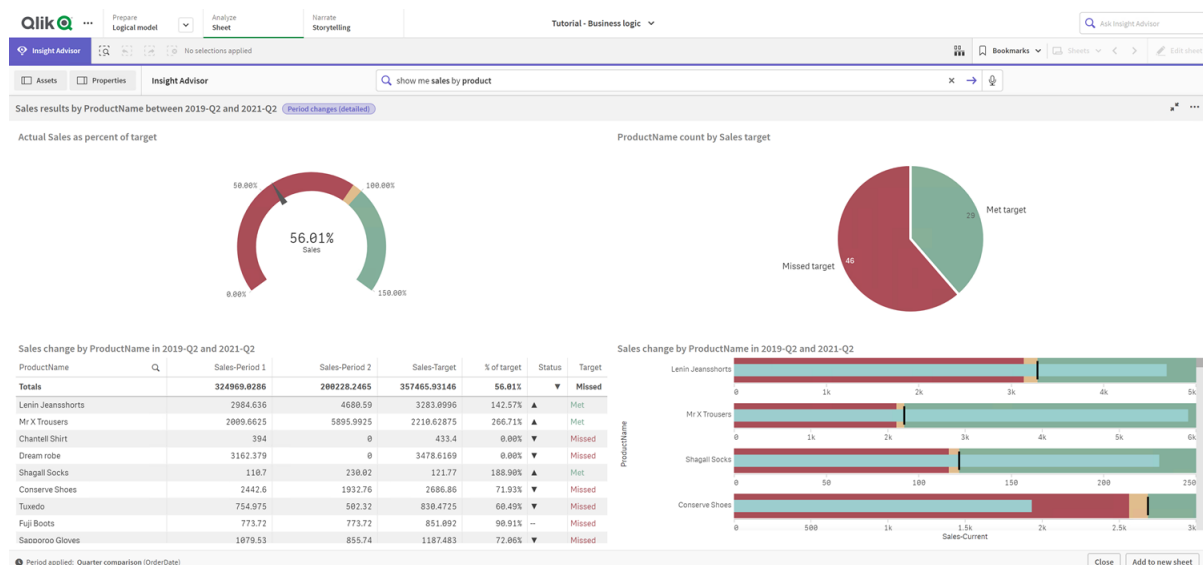 Qlik
Prepare
Logical model
Analyze
Sheet
Narrate
Storytelling
Tutorial - Business logic
Ask Insight Advisor
Insight Advisor
No selections applied
Bookmarks
Sheets
Edit sheet
Assets
Properties
Insight Advisor
show me sales by product
Sales results by ProductName between 2019-Q2 and 2021-Q2 Period changes (detailed)
Actual Sales as percent of target
50.00%
100.00%
56.01%
Sales
0.00%
150.00%
ProductName count by Sales target
29
Met target
Missed target
46
Sales change by ProductName in 2019-Q2 and 2021-Q2
ProductName Sales-Period 1 Sales-Period 2 Sales-Target % of target Status Target
Totals 324969.0286 200228.2465 357465.93146 56.01% ▼ Missed
Lenin Jeansshorts 2984.636 4680.59 3283.0996 142.57% ▲ Met
Mr X Trousers 2009.6625 5895.9925 2210.62875 266.71% ▲ Met
Chantell Shirt 394 0 433.4 0.00% ▼ Missed
Dream robe 3162.379 0 3478.6169 0.00% ▼ Missed
Shagall Socks 110.7 230.02 121.77 188.90% ▲ Met
Conserve Shoes 2442.6 1932.76 2686.86 71.93% ▼ Missed
Tuxedo 754.975 502.32 830.4725 60.49% ▼ Missed
Fuji Boots 773.72 773.72 851.092 90.91% – Missed
Sapporoo Gloves 1079.53 855.74 1187.483 72.06% ▼ Missed
Sales change by ProductName in 2019-Q2 and 2021-Q2
ProductName
Lenin Jeansshorts
0 1k 2k 3k 4k 5k
Mr X Trousers
0 1k 2k 3k 4k 5k 6k
Shagall Socks
0 50 100 150 200 250
Conserve Shoes
0 500 1k 1.5k 2k 2.5k 3k
Sales-Current
Period applied: Quarter comparison (OrderDate)
Close
Add to new sheet